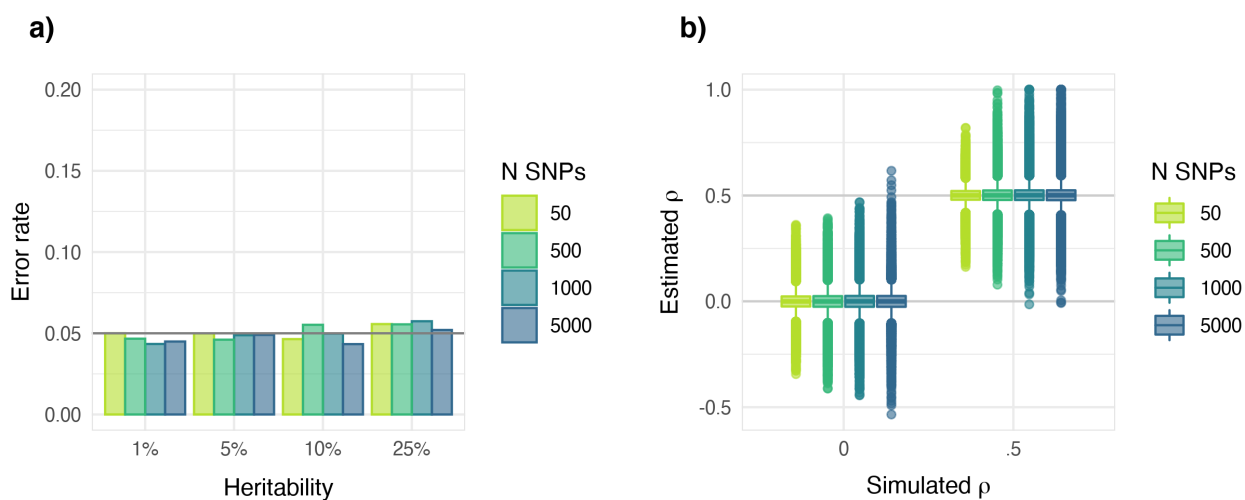 a)
Error rate
0.20
0.15
0.10
0.05
0.00
1% 5% 10% 25%
Heritability
N SNPs
50
500
1000
5000
b)
Estimated ρ
1.0
0.5
0.0
-0.5
0 .5
Simulated ρ
N SNPs
50
500
1000
5000